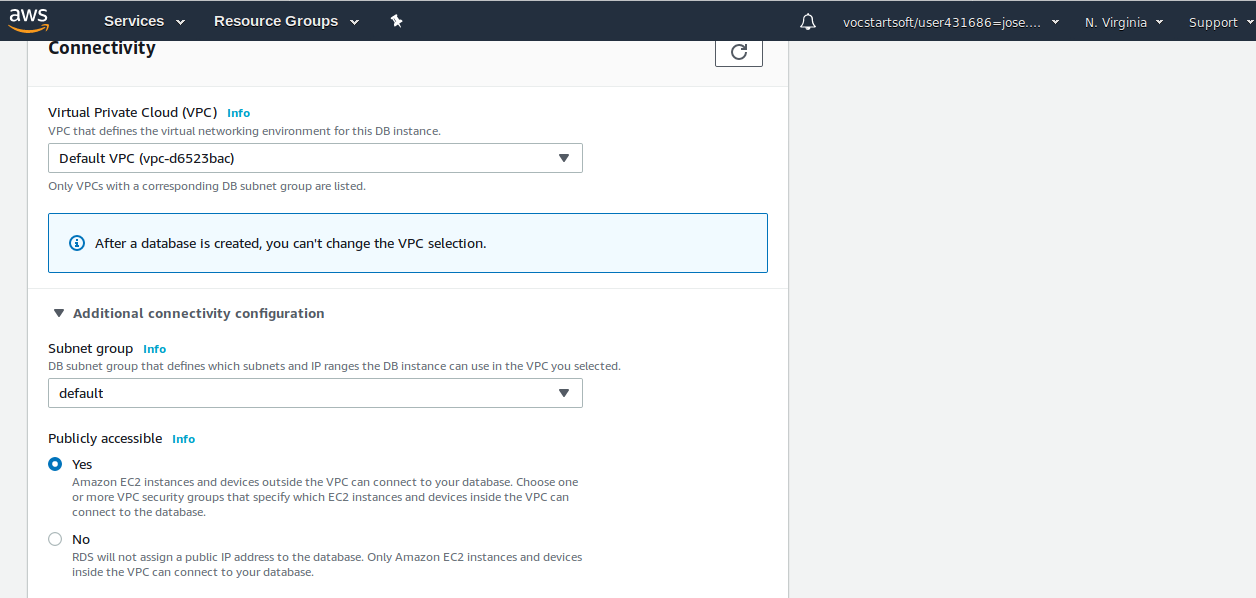 aws Services Resource Groups vocstartsoft/user431686=jose.... N. Virginia Support
Connectivity
Virtual Private Cloud (VPC) Info
VPC that defines the virtual networking environment for this DB instance.
Default VPC (vpc-d6523bac)
Only VPCs with a corresponding DB subnet group are listed.
After a database is created, you can't change the VPC selection.
Additional connectivity configuration
Subnet group Info
DB subnet group that defines which subnets and IP ranges the DB instance can use in the VPC you selected.
default
Publicly accessible Info
Yes
Amazon EC2 instances and devices outside the VPC can connect to your database. Choose one
or more VPC security groups that specify which EC2 instances and devices inside the VPC can
connect to the database.
No
RDS will not assign a public IP address to the database. Only Amazon EC2 instances and devices
inside the VPC can connect to your database.